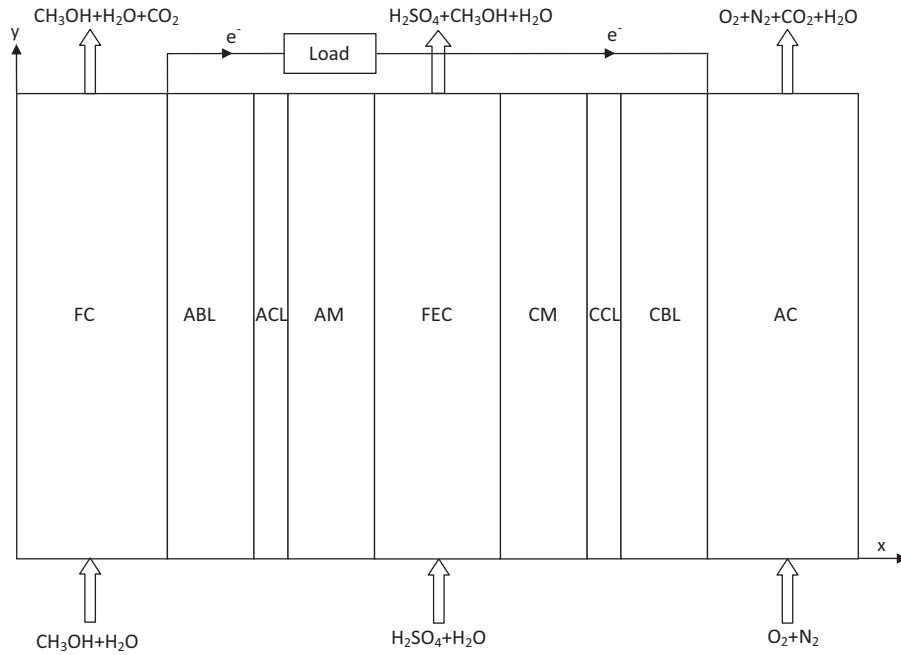 CH₃OH+H₂O+CO₂ H₂SO₄+CH₃OH+H₂O O₂+N₂+CO₂+H₂O
y e⁻ Load e⁻
FC ABL ACL AM FEC CM CCL CBL AC
x
CH₃OH+H₂O H₂SO₄+H₂O O₂+N₂